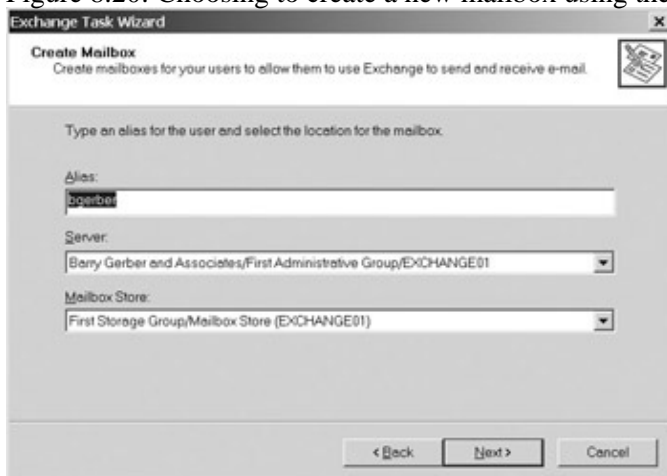 Figure 8.20: Choosing to create a new mailbox using the
Exchange Task Wizard
Create Mailbox
Create mailboxes for your users to allow them to use Exchange to send and receive e-mail.
Type an alias for the user and select the location for the mailbox.
Alias:
bgerber
Server:
Barry Gerber and Associates/First Administrative Group/EXCHANGE01
Mailbox Store:
First Storage Group/Mailbox Store (EXCHANGE01)
< Back Next > Cancel